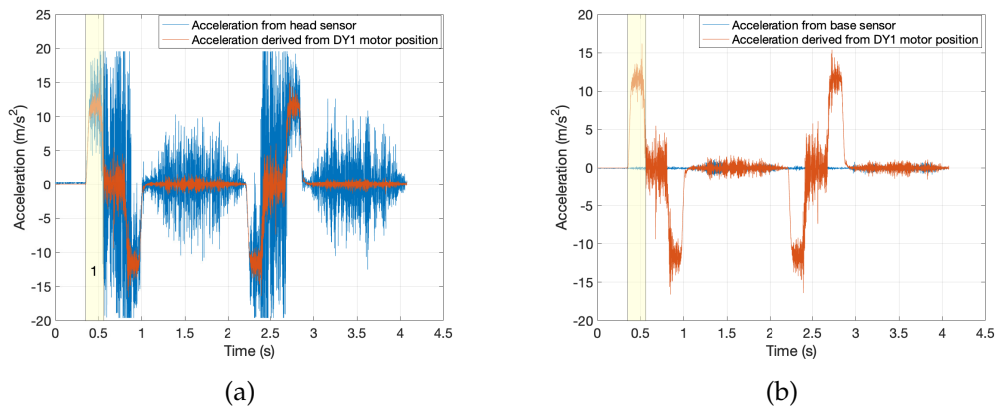 Acceleration from head sensor
Acceleration derived from DY1 motor position
Acceleration (m/s²)
25
20
15
10
5
0
-5
-10
-15
-20
1
0 0.5 1 1.5 2 2.5 3 3.5 4 4.5
Time (s)
(a)
Acceleration from base sensor
Acceleration derived from DY1 motor position
Acceleration (m/s²)
20
15
10
5
0
-5
-10
-15
-20
0 0.5 1 1.5 2 2.5 3 3.5 4 4.5
Time (s)
(b)